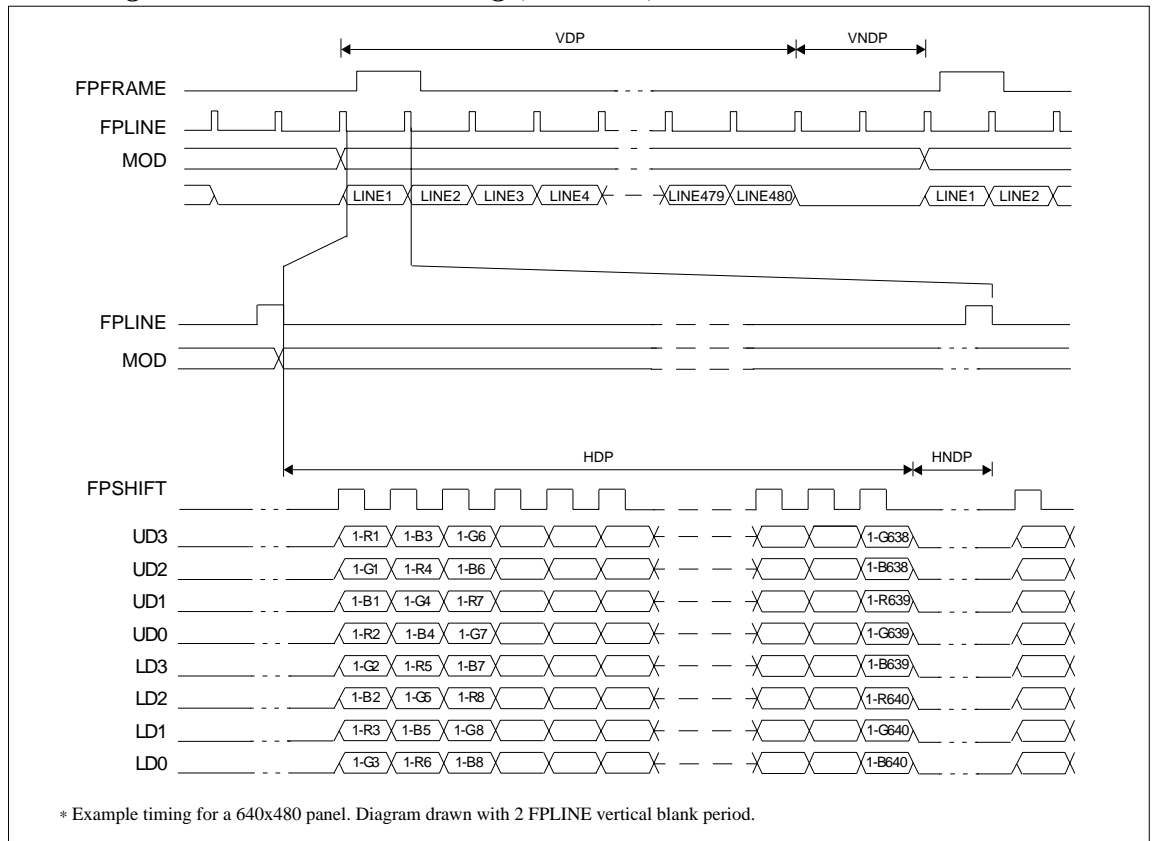 VDP VNDP
FPFRAME
FPLINE
MOD
LINE1 LINE2 LINE3 LINE4 LINE479 LINE480 LINE1 LINE2
FPLINE
MOD
HDP HNDP
FPSHIFT
UD3 1-R1 1-B3 1-G6 1-G638
UD2 1-G1 1-R4 1-B6 1-B638
UD1 1-B1 1-G4 1-R7 1-R639
UD0 1-R2 1-B4 1-G7 1-G639
LD3 1-G2 1-R5 1-B7 1-B639
LD2 1-B2 1-G5 1-R8 1-R640
LD1 1-R3 1-B5 1-G8 1-G640
LD0 1-G3 1-R6 1-B8 1-B640
* Example timing for a 640x480 panel. Diagram drawn with 2 FPLINE vertical blank period.